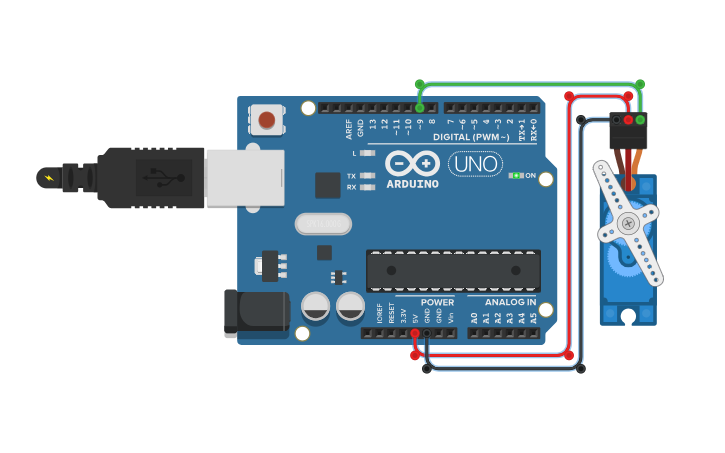 AREF
GND
13
12
~11
~10
~9
8
7
~6
~5
4
~3
2
TX→1
RX←0
DIGITAL (PWM~)
L
TX
RX
ARDUINO
UNO
ON
POWER
ANALOG IN
IOREF
RESET
3.3V
5V
GND
GND
Vin
A0
A1
A2
A3
A4
A5